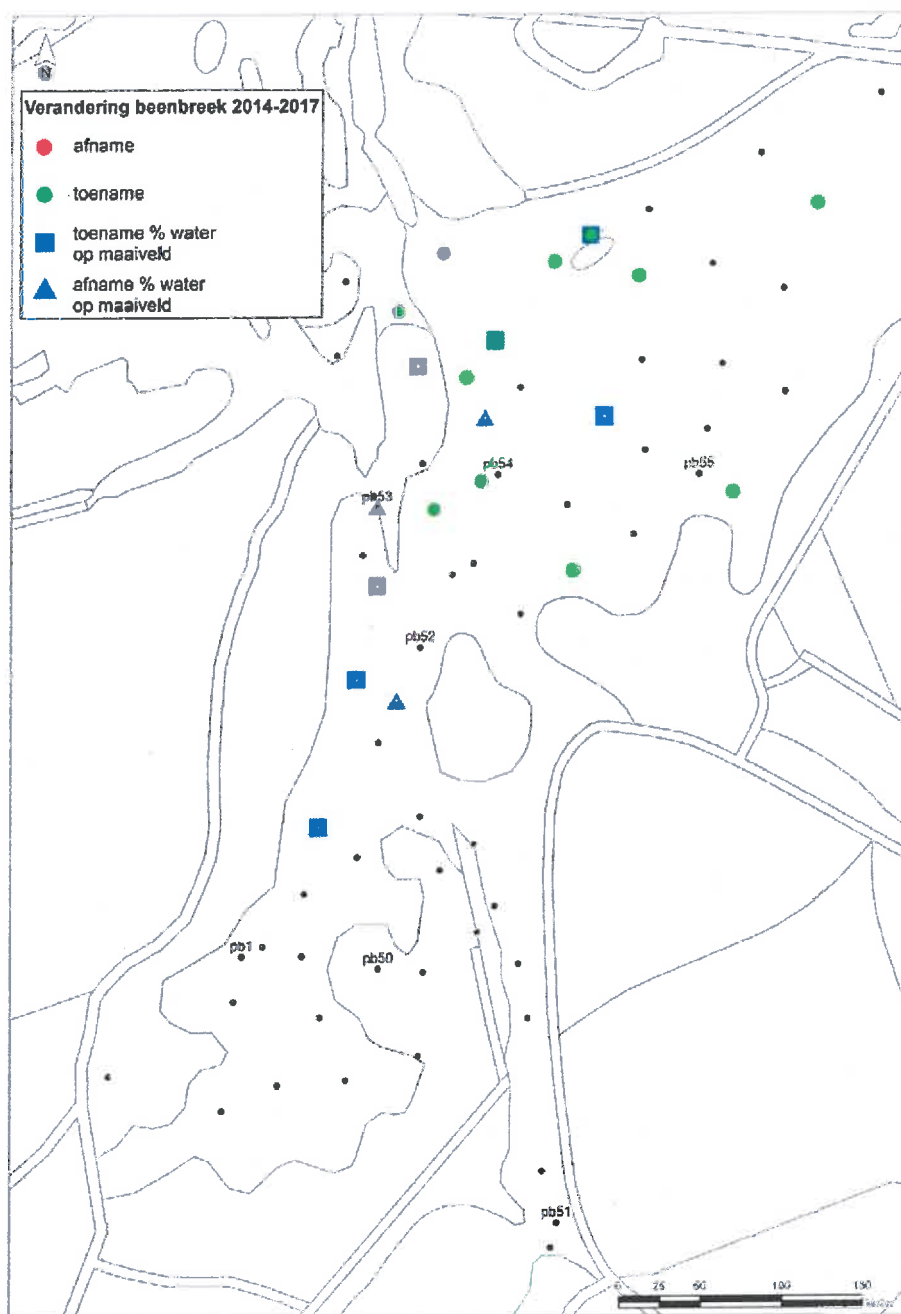 N
Verandering beenbreek 2014-2017
afname
toename
toename % water
op maaiveld
afname % water
op maaiveld
pb54
pb55
pb53
pb52
pb1
pb50
pb51
0 25 50 100 150